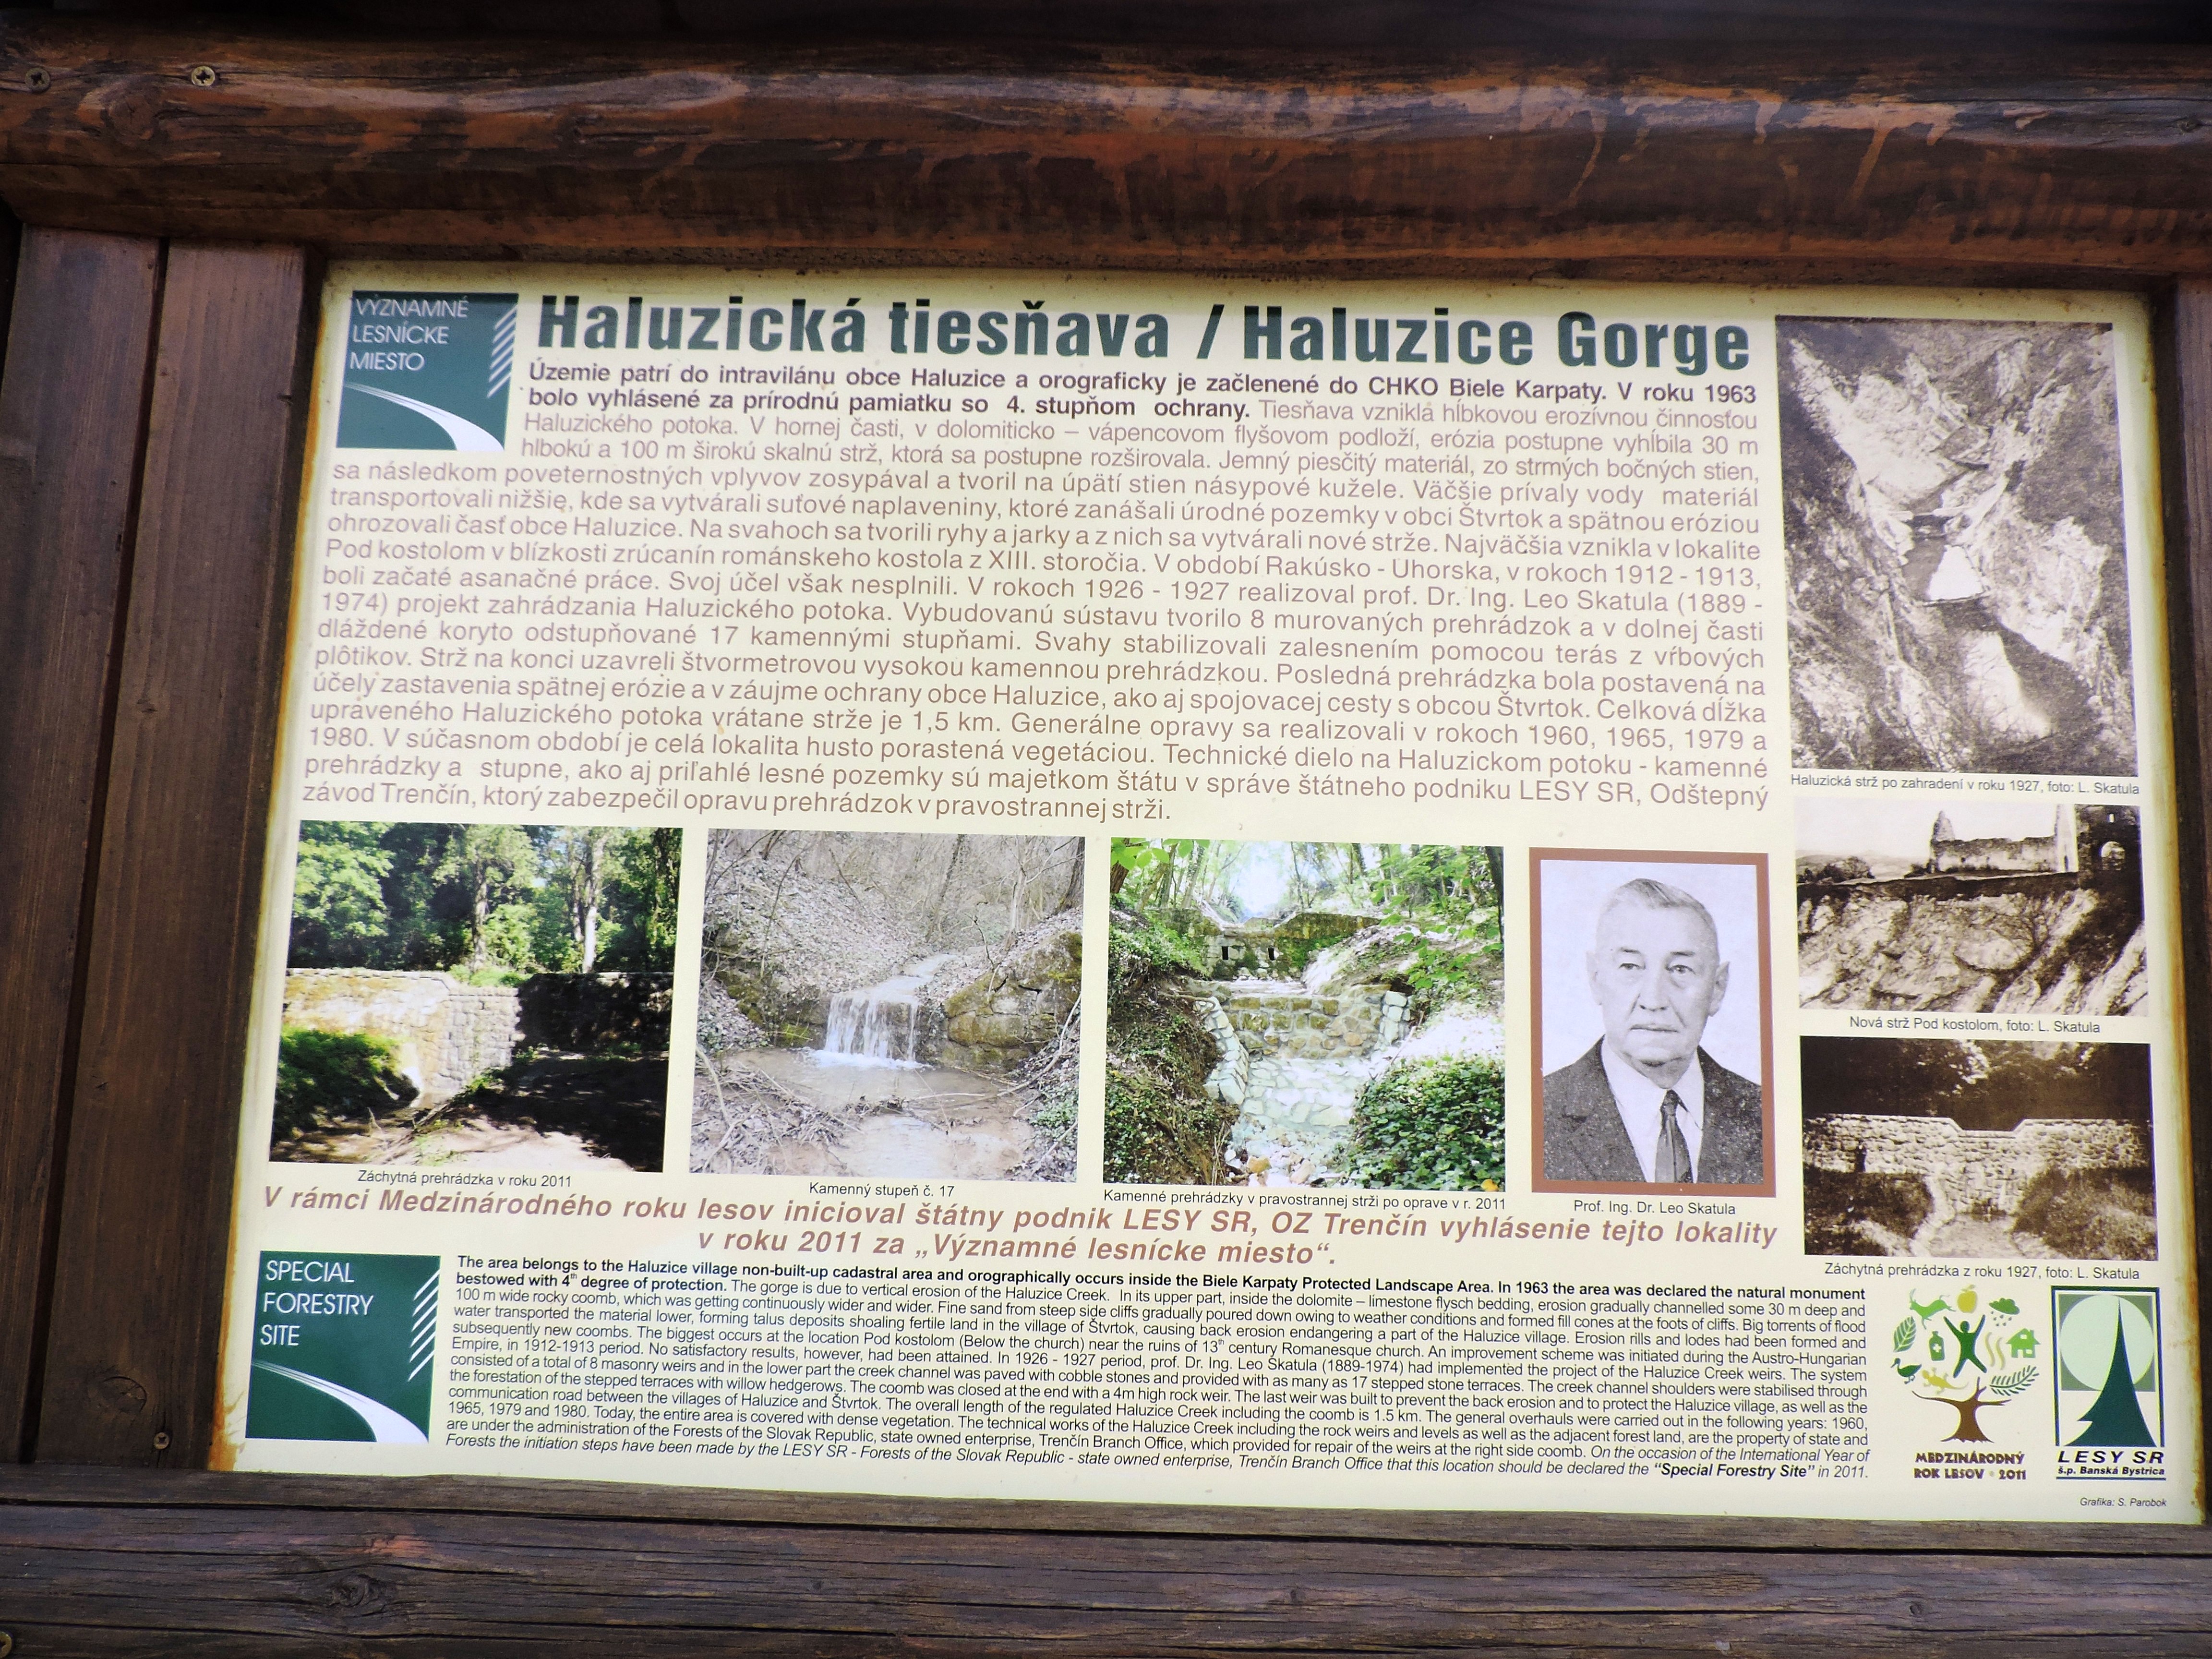 VÝZNAMNÉ
LESNÍCKE
MIESTO
Haluzická tiesňava / Haluzice Gorge
Územie patrí do intravilánu obce Haluzice a orograficky je začlenené do CHKO Biele Karpaty. V roku 1963
bolo vyhlásené za prírodnú pamiatku so 4. stupňom ochrany. Tiesňava vznikla hĺbkovou erozívnou činnosťou
Haluzického potoka. V hornej časti, v dolomiticko – vápencovom flyšovom podloží, erózia postupne vyhĺbila 30 m
hlbokú a 100 m širokú skalnú strž, ktorá sa postupne rozširovala. Jemný piesčitý materiál, zo strmých bočných stien,
sa následkom poveternostných vplyvov zosypával a tvoril na úpätí stien násypové kužele. Väčšie prívaly vody materiál
transportovali nižšie, kde sa vytvárali suťové naplaveniny, ktoré zanášali úrodné pozemky v obci Štvrtok a spätnou eróziou
ohrozovali časť obce Haluzice. Na svahoch sa tvorili ryhy a jarky a z nich sa vytvárali nové strže. Najväčšia vznikla v lokalite
Pod kostolom v blízkosti zrúcanín románskeho kostola z XIII. storočia. V období Rakúsko - Uhorska, v rokoch 1912 - 1913,
boli začaté asanačné práce. Svoj účel však nesplnili. V rokoch 1926 - 1927 realizoval prof. Dr. Ing. Leo Skatula (1889 -
1974) projekt zahrádzania Haluzického potoka. Vybudovanú sústavu tvorilo 8 murovaných prehrádzok a v dolnej časti
dláždené koryto odstupňované 17 kamennými stupňami. Svahy stabilizovali zalesnením pomocou terás z vŕbových
plôtikov. Strž na konci uzavreli štvormetrovou vysokou kamennou prehrádzkou. Posledná prehrádzka bola postavená na
účely zastavenia spätnej erózie a v záujme ochrany obce Haluzice, ako aj spojovacej cesty s obcou Štvrtok. Celková dĺžka
upraveného Haluzického potoka vrátane strže je 1,5 km. Generálne opravy sa realizovali v rokoch 1960, 1965, 1979 a
1980. V súčasnom období je celá lokalita husto porastená vegetáciou. Technické dielo na Haluzickom potoku - kamenné
prehrádzky a stupne, ako aj priľahlé lesné pozemky sú majetkom štátu v správe štátneho podniku LESY SR, Odštepný
závod Trenčín, ktorý zabezpečil opravu prehrádzok v pravostrannej strži.
Haluzická strž po zahradení v roku 1927, foto: L. Skatula
Nová strž Pod kostolom, foto: L. Skatula
Záchytná prehrádzka z roku 1927, foto: L. Skatula
Záchytná prehrádzka v roku 2011
Kamenný stupeň č. 17
Kamenné prehrádzky v pravostrannej strži po oprave v r. 2011
Prof. Ing. Dr. Leo Skatula
V rámci Medzinárodného roku lesov inicioval štátny podnik LESY SR, OZ Trenčín vyhlásenie tejto lokality
v roku 2011 za „Významné lesnícke miesto“.
SPECIAL
FORESTRY
SITE
The area belongs to the Haluzice village non-built-up cadastral area and orographically occurs inside the Biele Karpaty Protected Landscape Area. In 1963 the area was declared the natural monument
bestowed with 4th degree of protection. The gorge is due to vertical erosion of the Haluzice Creek. In its upper part, inside the dolomite – limestone flysch bedding, erosion gradually channelled some 30 m deep and
100 m wide rocky coomb, which was getting continuously wider and wider. Fine sand from steep side cliffs gradually poured down owing to weather conditions and formed fill cones at the foots of cliffs. Big torrents of flood
water transported the material lower, forming talus deposits shoaling fertile land in the village of Štvrtok, causing back erosion endangering a part of the Haluzice village. Erosion rills and lodes had been formed and
subsequently new coombs. The biggest occurs at the location Pod kostolom (Below the church) near the ruins of 13th century Romanesque church. An improvement scheme was initiated during the Austro-Hungarian
Empire, in 1912-1913 period. No satisfactory results, however, had been attained. In 1926 - 1927 period, prof. Dr. Ing. Leo Skatula (1889-1974) had implemented the project of the Haluzice Creek weirs. The system
consisted of a total of 8 masonry weirs and in the lower part the creek channel was paved with cobble stones and provided with as many as 17 stepped stone terraces. The creek channel shoulders were stabilised through
the forestation of the stepped terraces with willow hedgerows. The coomb was closed at the end with a 4m high rock weir. The last weir was built to prevent the back erosion and to protect the Haluzice village, as well as the
communication road between the villages of Haluzice and Štvrtok. The overall length of the regulated Haluzice Creek including the coomb is 1.5 km. The general overhauls were carried out in the following years: 1960,
1965, 1979 and 1980. Today, the entire area is covered with dense vegetation. The technical works of the Haluzice Creek including the rock weirs and levels as well as the adjacent forest land, are the property of state and
are under the administration of the Forests of the Slovak Republic, state owned enterprise, Trenčín Branch Office, which provided for repair of the weirs at the right side coomb. On the occasion of the International Year of
Forests the initiation steps have been made by the LESY SR - Forests of the Slovak Republic - state owned enterprise, Trenčín Branch Office that this location should be declared the “Special Forestry Site” in 2011.
MEDZINÁRODNÝ
ROK LESOV • 2011
LESY SR
š.p. Banská Bystrica
Grafika: S. Parobok